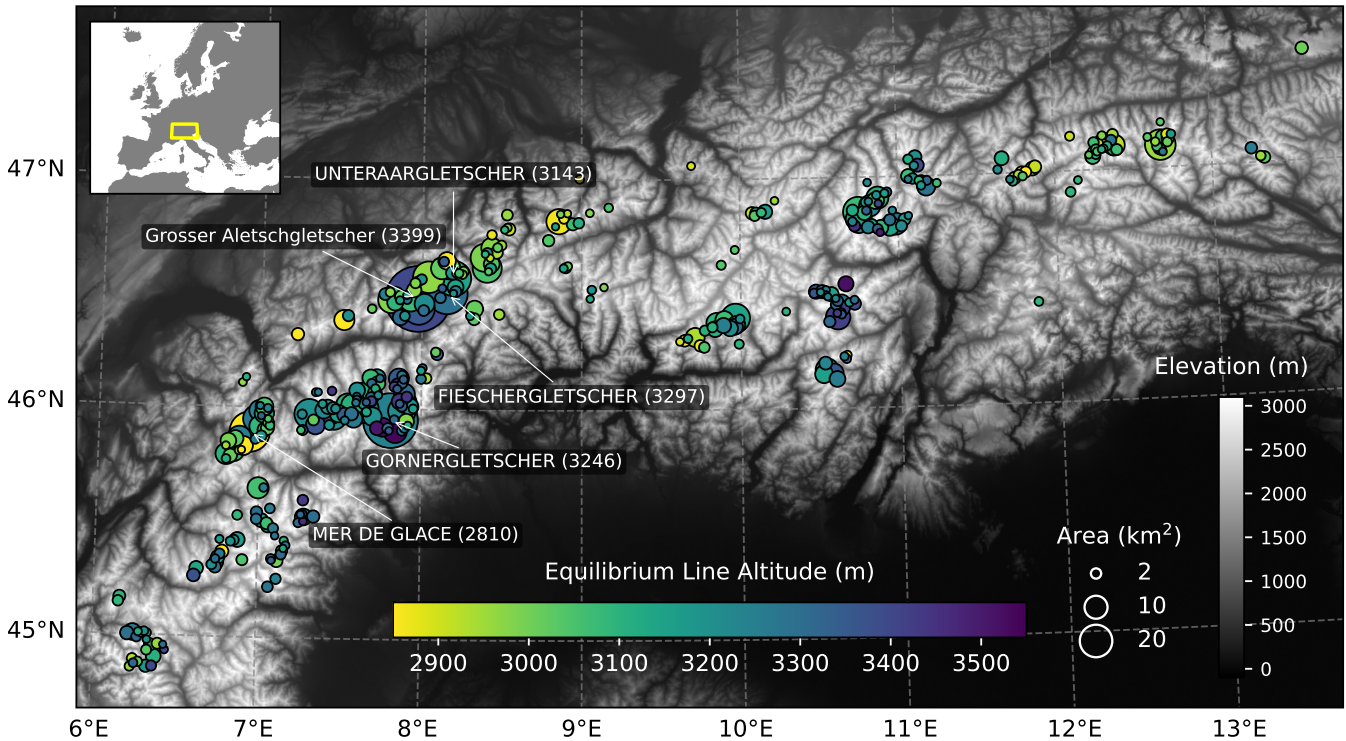 47°N
46°N
45°N
UNTERAARGLETSCHER (3143)
Grosser Aletschgletscher (3399)
FIESCHERGLETSCHER (3297)
GORNERGLETSCHER (3246)
MER DE GLACE (2810)
Elevation (m)
3000
2500
2000
1500
1000
500
0
Area (km²)
2
10
20
Equilibrium Line Altitude (m)
2900 3000 3100 3200 3300 3400 3500
6°E 7°E 8°E 9°E 10°E 11°E 12°E 13°E